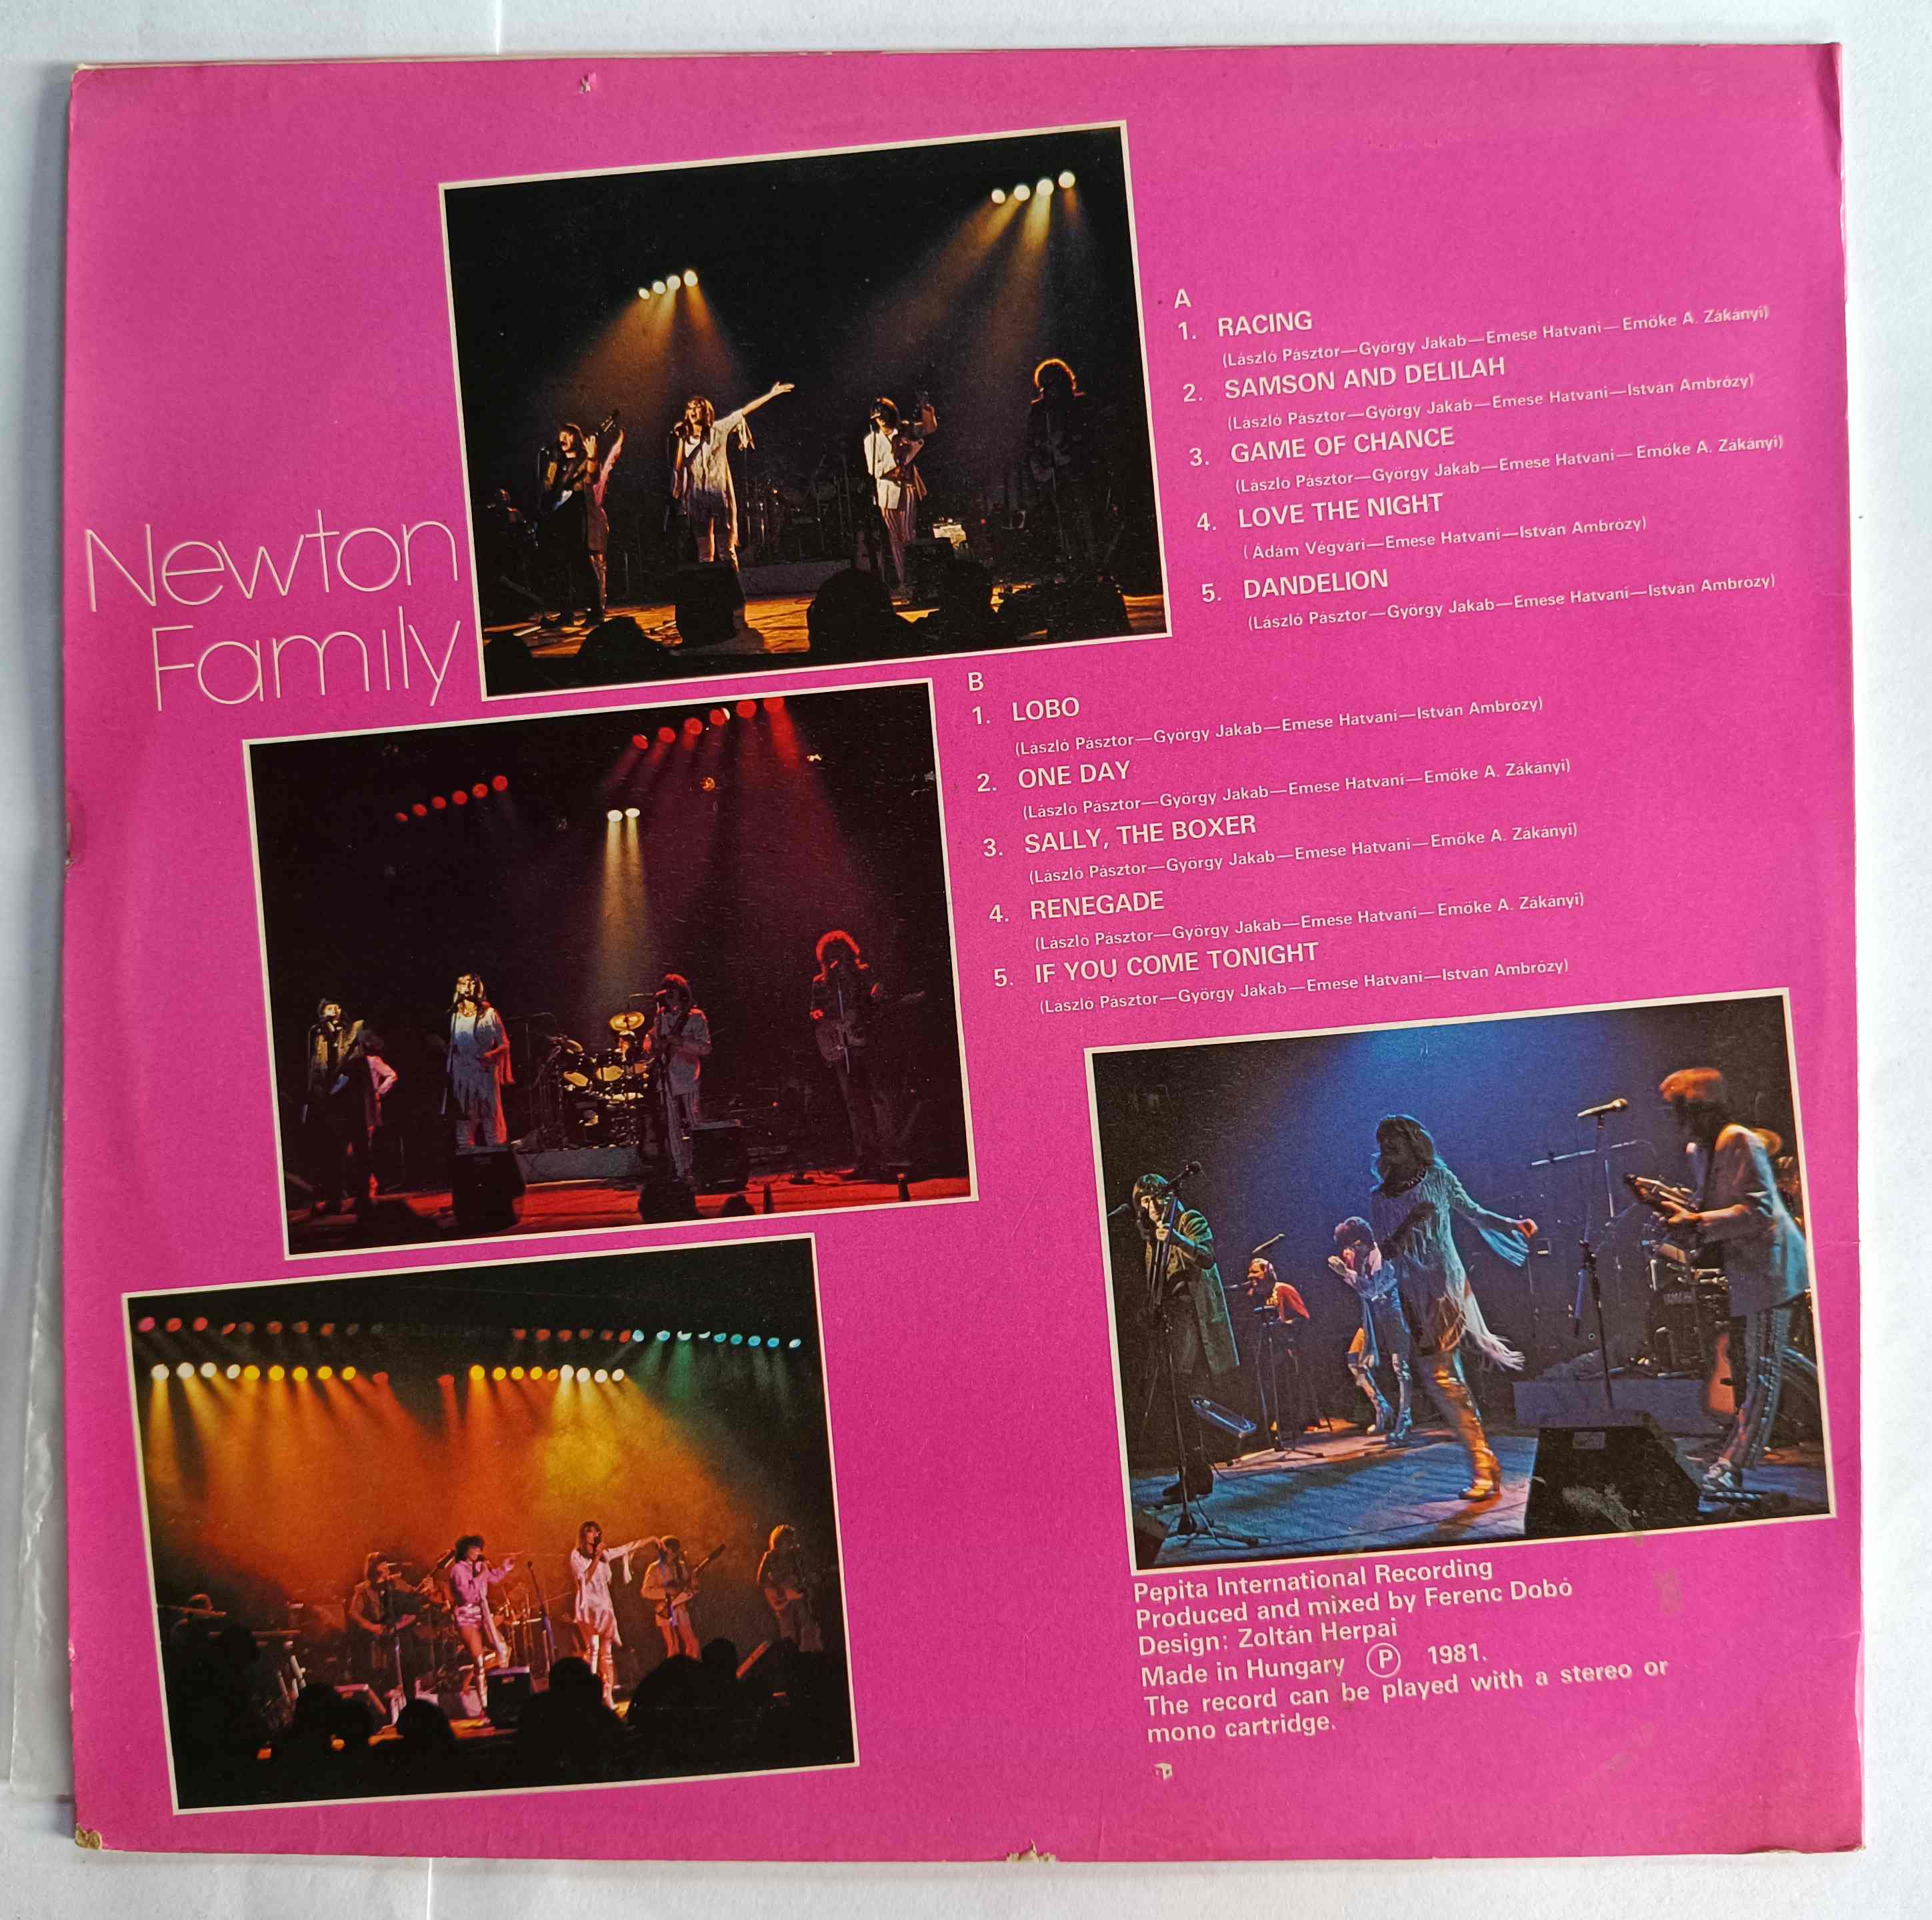 Newton
Family
A
1. RACING
(László Pásztor—György Jakab—Emese Hatvani— Emőke A. Zákányi)
2. SAMSON AND DELILAH
(László Pásztor—György Jakab—Emese Hatvani—István Ambrózy)
3. GAME OF CHANCE
(László Pásztor—György Jakab—Emese Hatvani— Emőke A. Zákányi)
4. LOVE THE NIGHT
( Ádám Végvári—Emese Hatvani—István Ambrózy)
5. DANDELION
(László Pásztor—György Jakab—Emese Hatvani—István Ambrózy)
B
1. LOBO
(László Pásztor—György Jakab—Emese Hatvani—István Ambrózy)
2. ONE DAY
(László Pásztor—György Jakab—Emese Hatvani—Emőke A. Zákányi)
3. SALLY, THE BOXER
(László Pásztor—György Jakab—Emese Hatvani—Emőke A. Zákányi)
4. RENEGADE
(László Pásztor—György Jakab—Emese Hatvani—Emőke A. Zákányi)
5. IF YOU COME TONIGHT
(László Pásztor—György Jakab—Emese Hatvani—István Ambrózy)
Pepita International Recording
Produced and mixed by Ferenc Dobó
Design: Zoltán Herpai
Made in Hungary Ⓟ 1981.
The record can be played with a stereo or
mono cartridge.